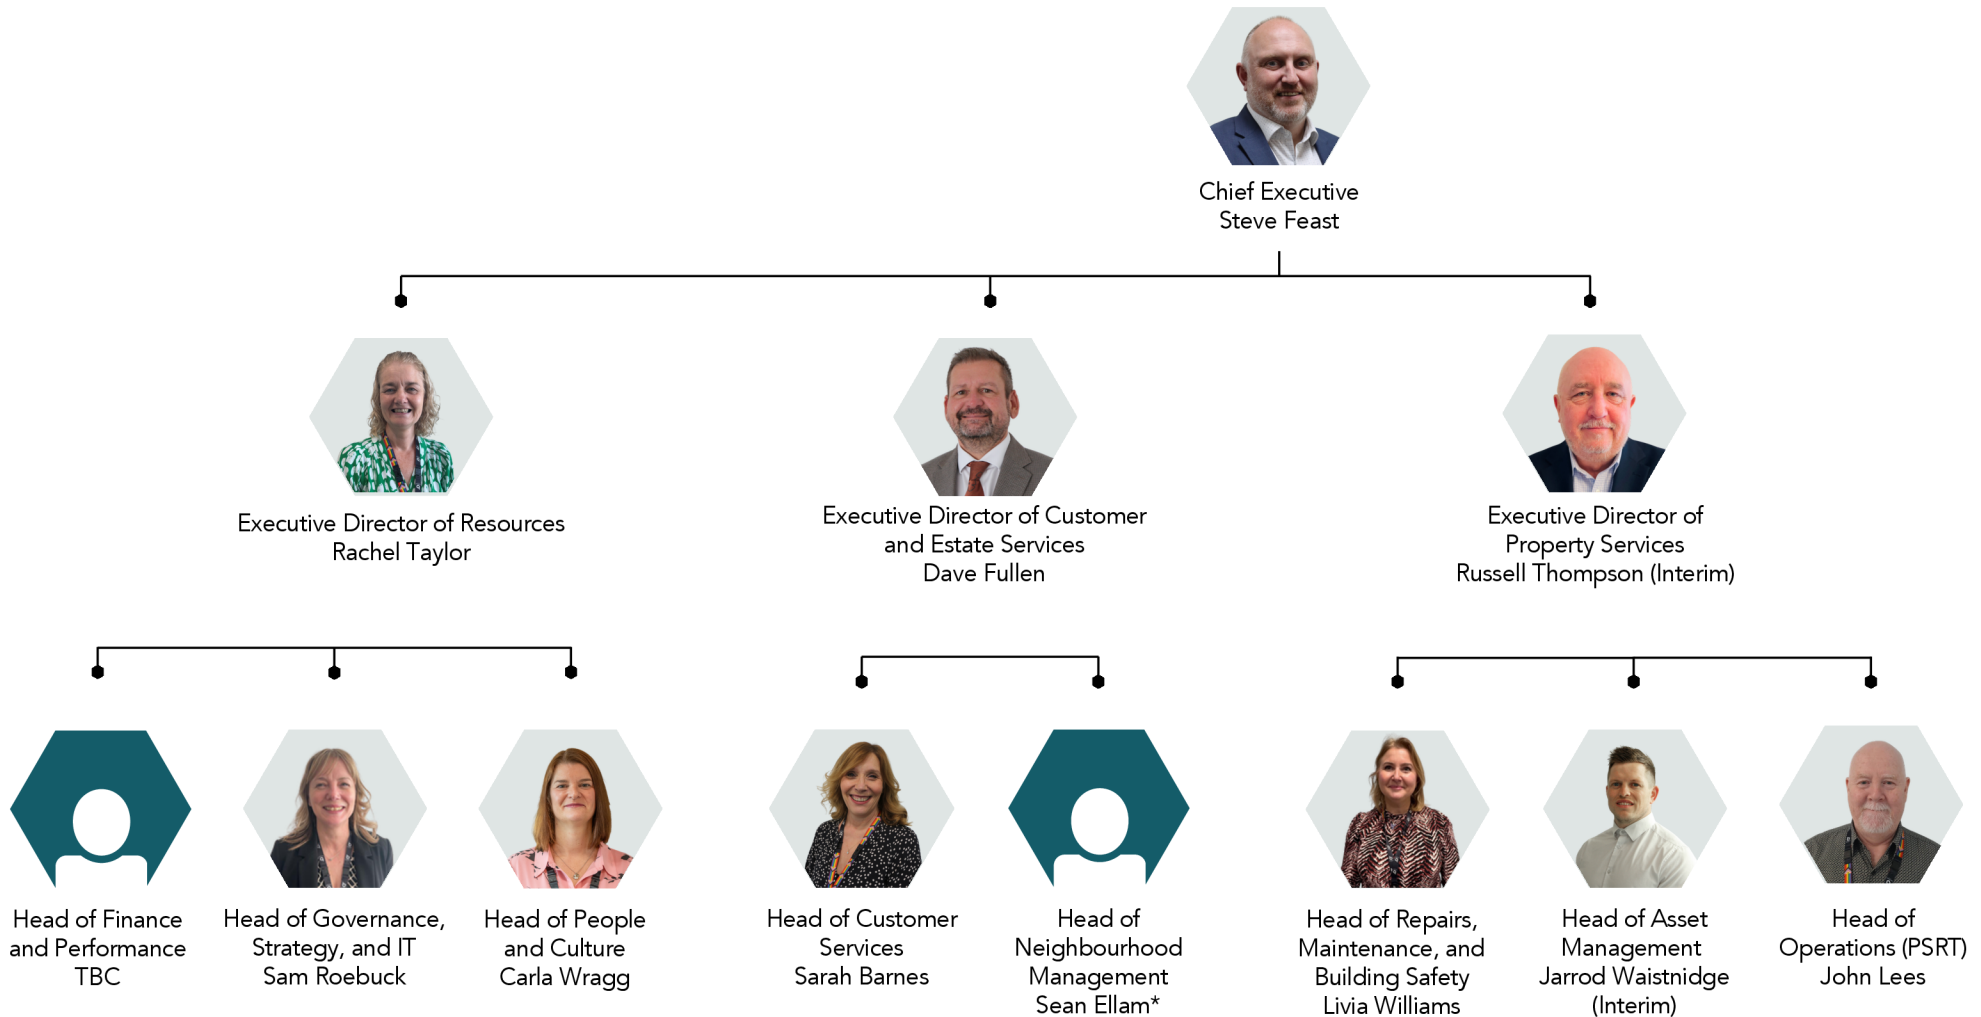 Chief Executive
Steve Feast
Executive Director of Resources
Rachel Taylor
Executive Director of Customer
and Estate Services
Dave Fullen
Executive Director of
Property Services
Russell Thompson (Interim)
Head of Finance
and Performance
TBC
Head of Governance,
Strategy, and IT
Sam Roebuck
Head of People
and Culture
Carla Wragg
Head of Customer
Services
Sarah Barnes
Head of
Neighbourhood
Management
Sean Ellam*
Head of Repairs,
Maintenance, and
Building Safety
Livia Williams
Head of Asset
Management
Jarrod Waistnidge
(Interim)
Head of
Operations (PSRT)
John Lees